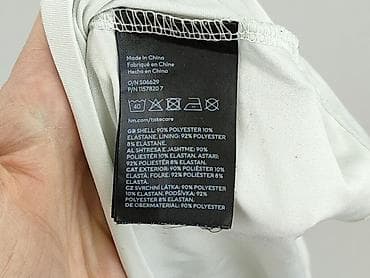 Made in China
Fabriqué en Chine
Hecho en China
O/N 506629
P/N 1157820 7
40
hm.com/takecare
GB SHELL: 90% POLYESTER 10%
ELASTANE, LINING: 92% POLYESTER
8% ELASTANE.
AL SHTRESA E JASHTME: 90%
POLIESTËR 10% ELASTAN, ASTARI:
92% POLIESTËR 8% ELASTAN.
CAT EXTERIOR: 90% POLIÈSTER 10%
ELASTÀ, FOLRE: 92% POLIÈSTER 8%
ELASTÀ.
CZ SVRCHNÍ LÁTKA: 90% POLYESTER
10% ELASTAN, PODŠÍVKA: 92%
POLYESTER 8% ELASTAN.
DE OBERMATERIAL: 90% POLYESTER